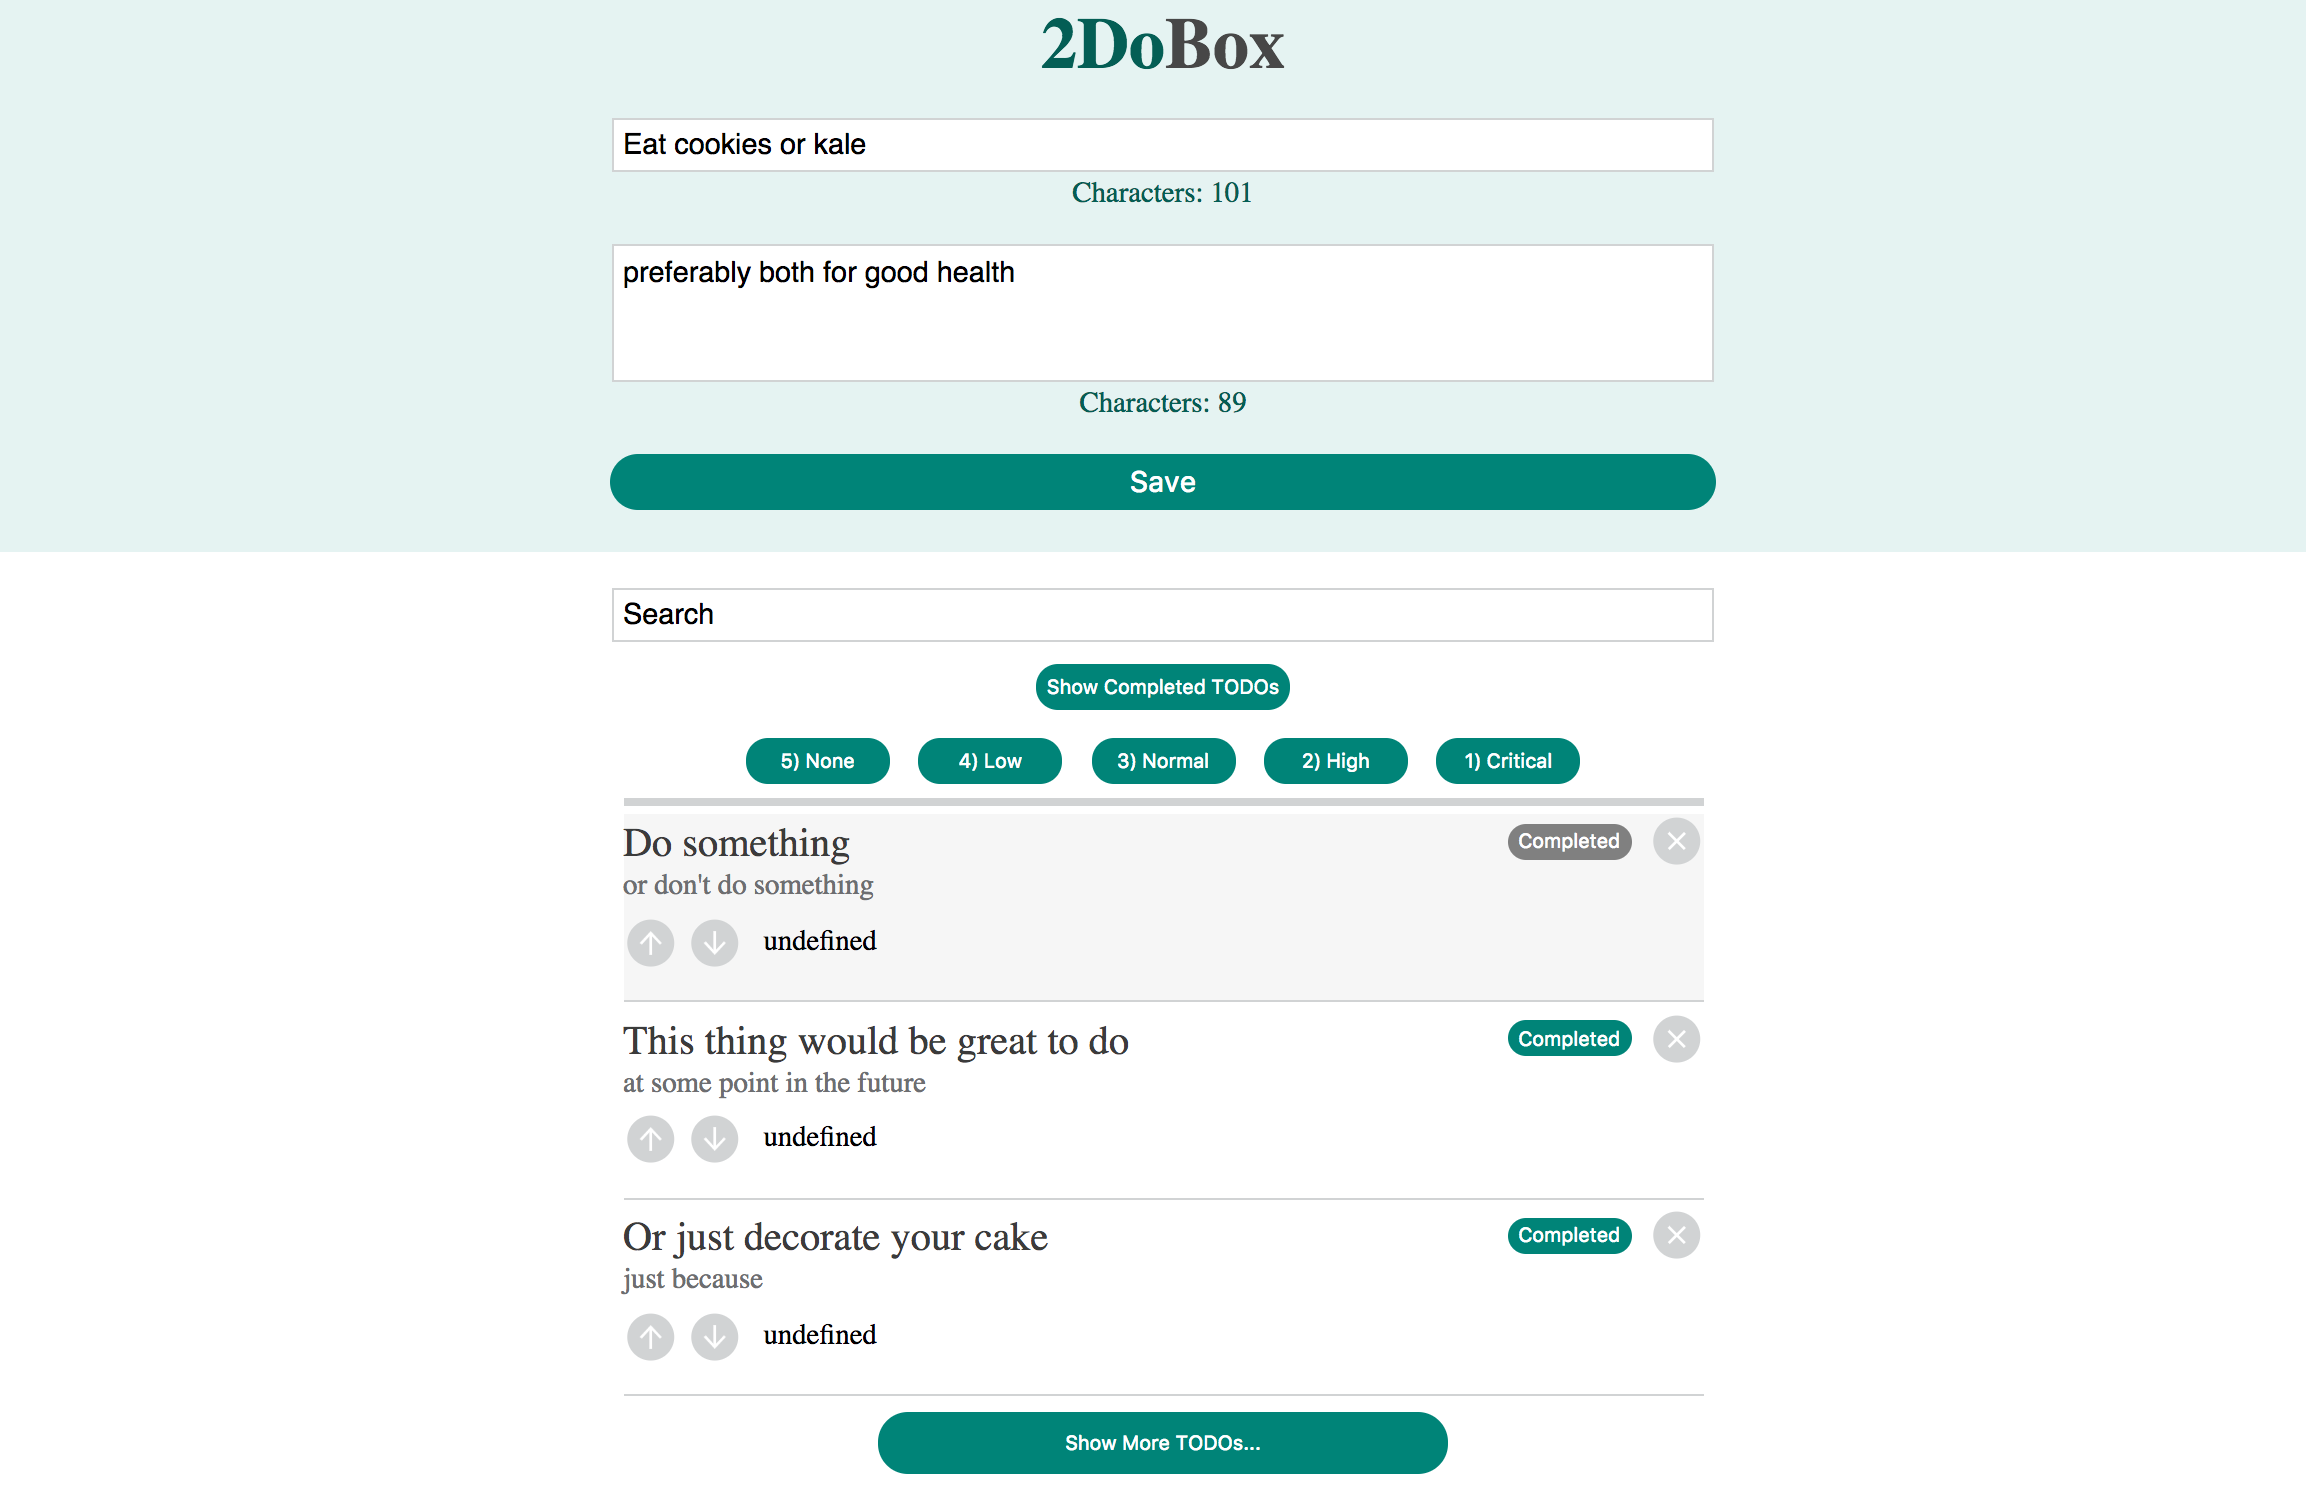 2DoBox
Eat cookies or kale
Characters: 101
preferably both for good health
Characters: 89
Save
Search
Show Completed TODOs
5) None 4) Low 3) Normal 2) High 1) Critical
Do something Completed
or don't do something
undefined
This thing would be great to do Completed
at some point in the future
undefined
Or just decorate your cake Completed
just because
undefined
Show More TODOs...